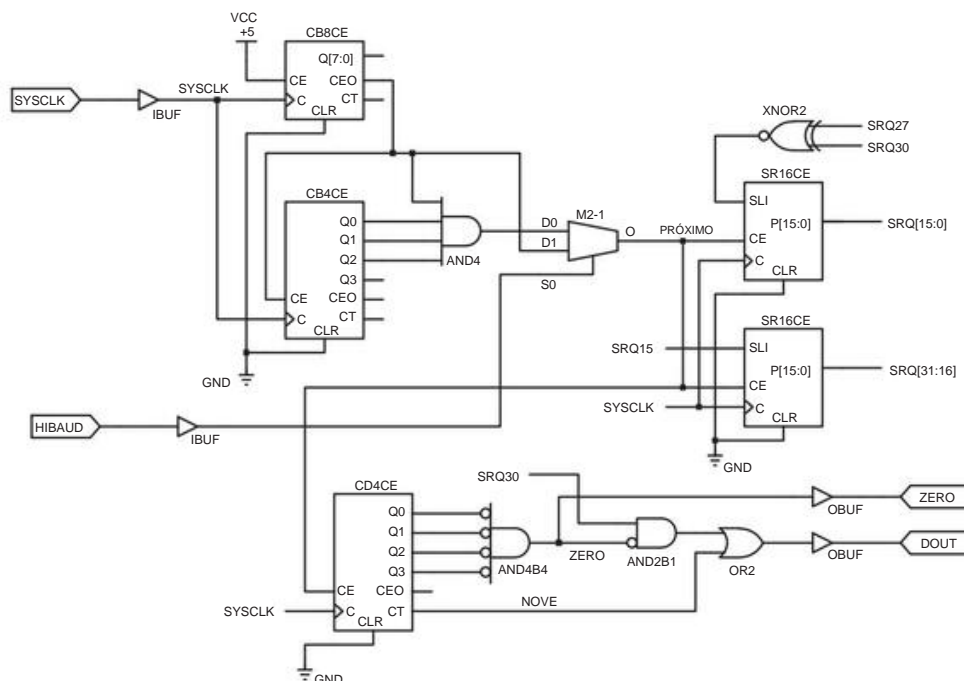 VCC
+5
CB8CE
Q[7:0]
CE
CEO
SYSCLK
SYSCLK
C
CT
IBUF
CLR
XNOR2
SRQ27
SRQ30
CB4CE
SR16CE
SLI
M2-1
Q0
D0
O
PRÓXIMO
P[15:0]
SRQ[15:0]
Q1
D1
CE
Q2
AND4
C
Q3
S0
CLR
CE
CEO
C
CT
SR16CE
CLR
SRQ15
SLI
GND
P[15:0]
SRQ[31:16]
CE
SYSCLK
C
HIBAUD
CLR
IBUF
GND
SRQ30
CD4CE
ZERO
Q0
OBUF
Q1
Q2
ZERO
DOUT
AND4B4
AND2B1
OR2
OBUF
Q3
CE
CEO
NOVE
SYSCLK
C
CT
CLR
GND